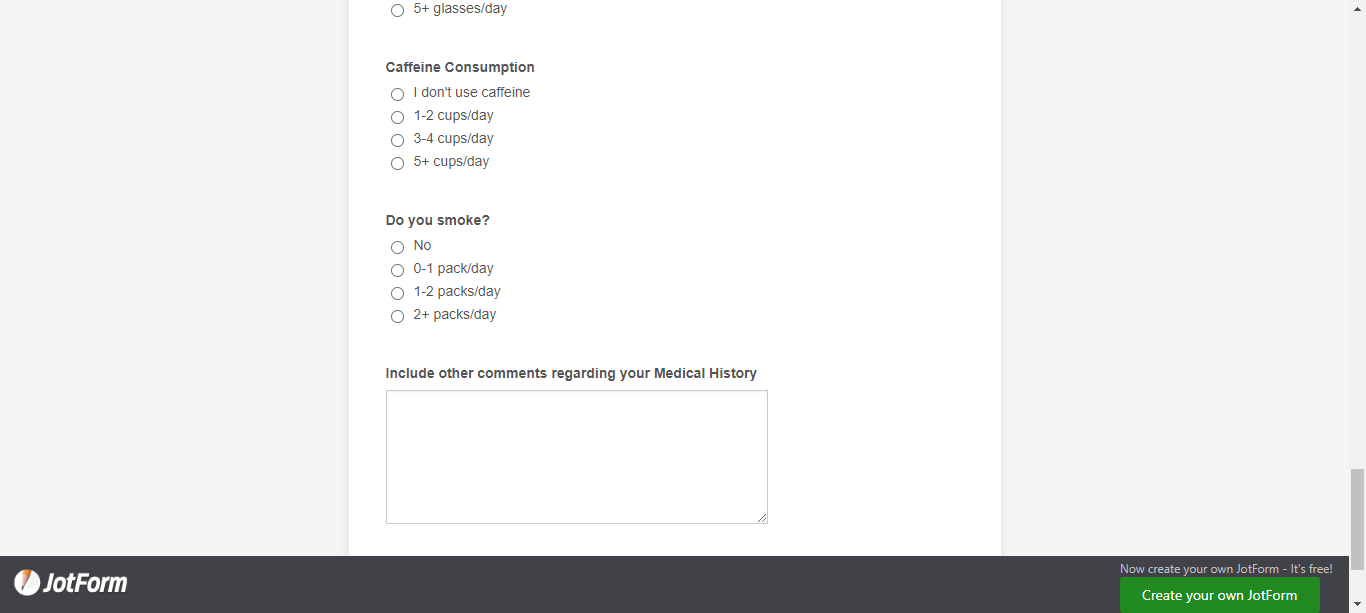 5+ glasses/day
Caffeine Consumption
I don't use caffeine
1-2 cups/day
3-4 cups/day
5+ cups/day
Do you smoke?
No
0-1 pack/day
1-2 packs/day
2+ packs/day
Include other comments regarding your Medical History
JotForm
Now create your own JotForm - It's free!
Create your own JotForm